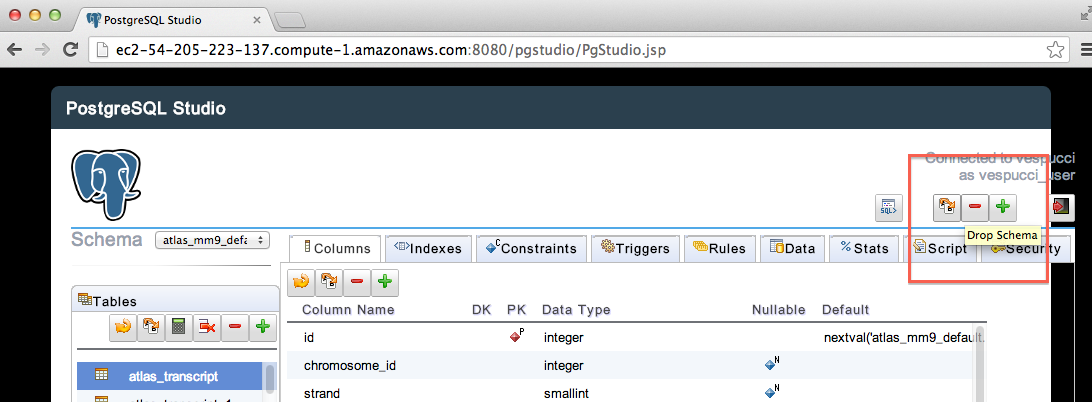 PostgreSQL Studio
ec2-54-205-223-137.compute-1.amazonaws.com:8080/pgstudio/PgStudio.jsp
PostgreSQL Studio
Connected to vespucci
as vespucci_user
SQL>
Schema atlas_mm9_defa
Drop Schema
Columns Indexes C Constraints Triggers Rules Data % Stats Script Security
Tables
Column Name DK PK Data Type Nullable Default
id P integer nextval('atlas_mm9_default.
atlas_transcript
chromosome_id integer N
strand smallint N